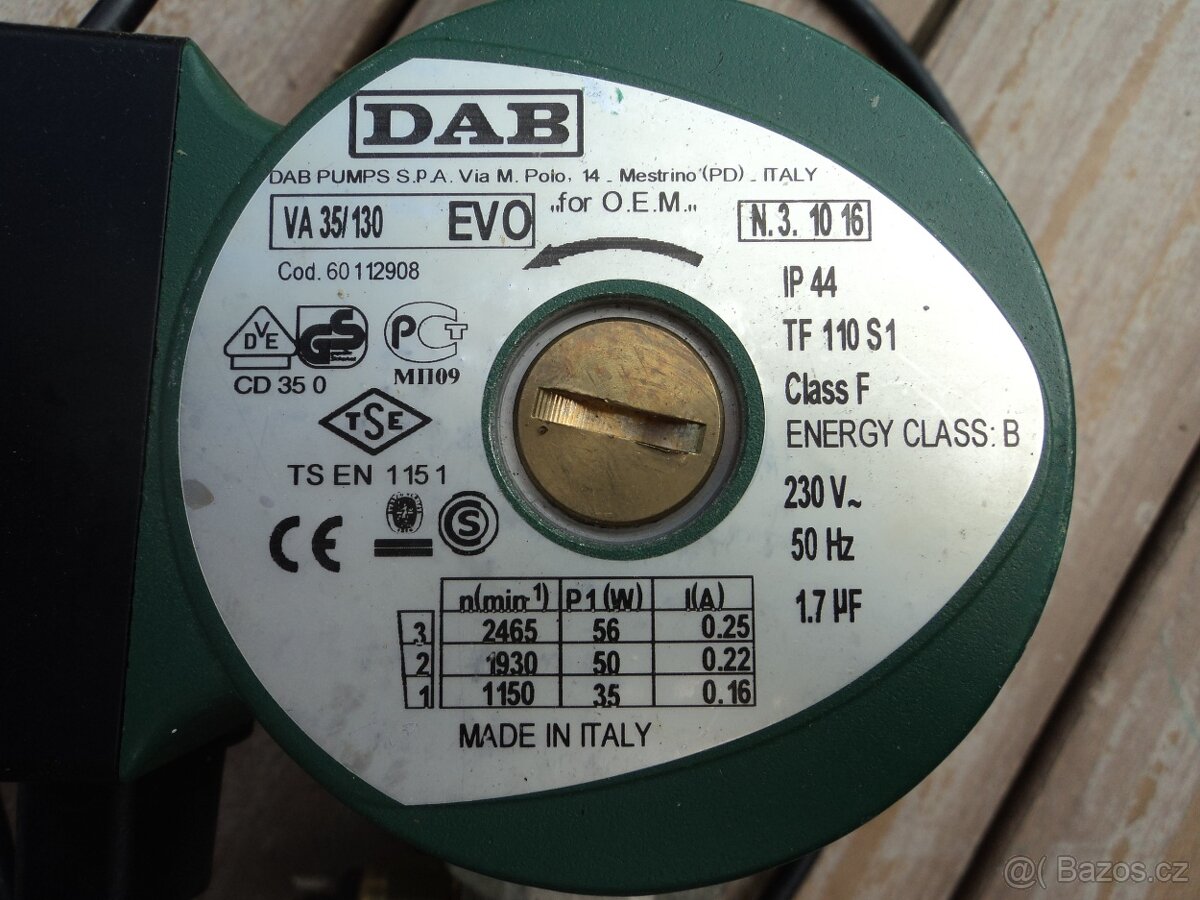 DAB
DAB PUMPS S.P.A. Via M. Polo, 14 - Mestrino (PD) - ITALY
VA 35/130 EVO „for O.E.M.„ N.3. 10 16
Cod. 60112908
IP 44
TF 110 S1
Class F
ENERGY CLASS: B
230 V~
50 Hz
1.7 µF
DVE GS PCT
CD 35 0 МП09
TSE
TS EN 1151
CE S
n(min-¹) P1(W) I(A)
3 2465 56 0.25
2 1930 50 0.22
1 1150 35 0.16
MADE IN ITALY
@( Bazos.cz